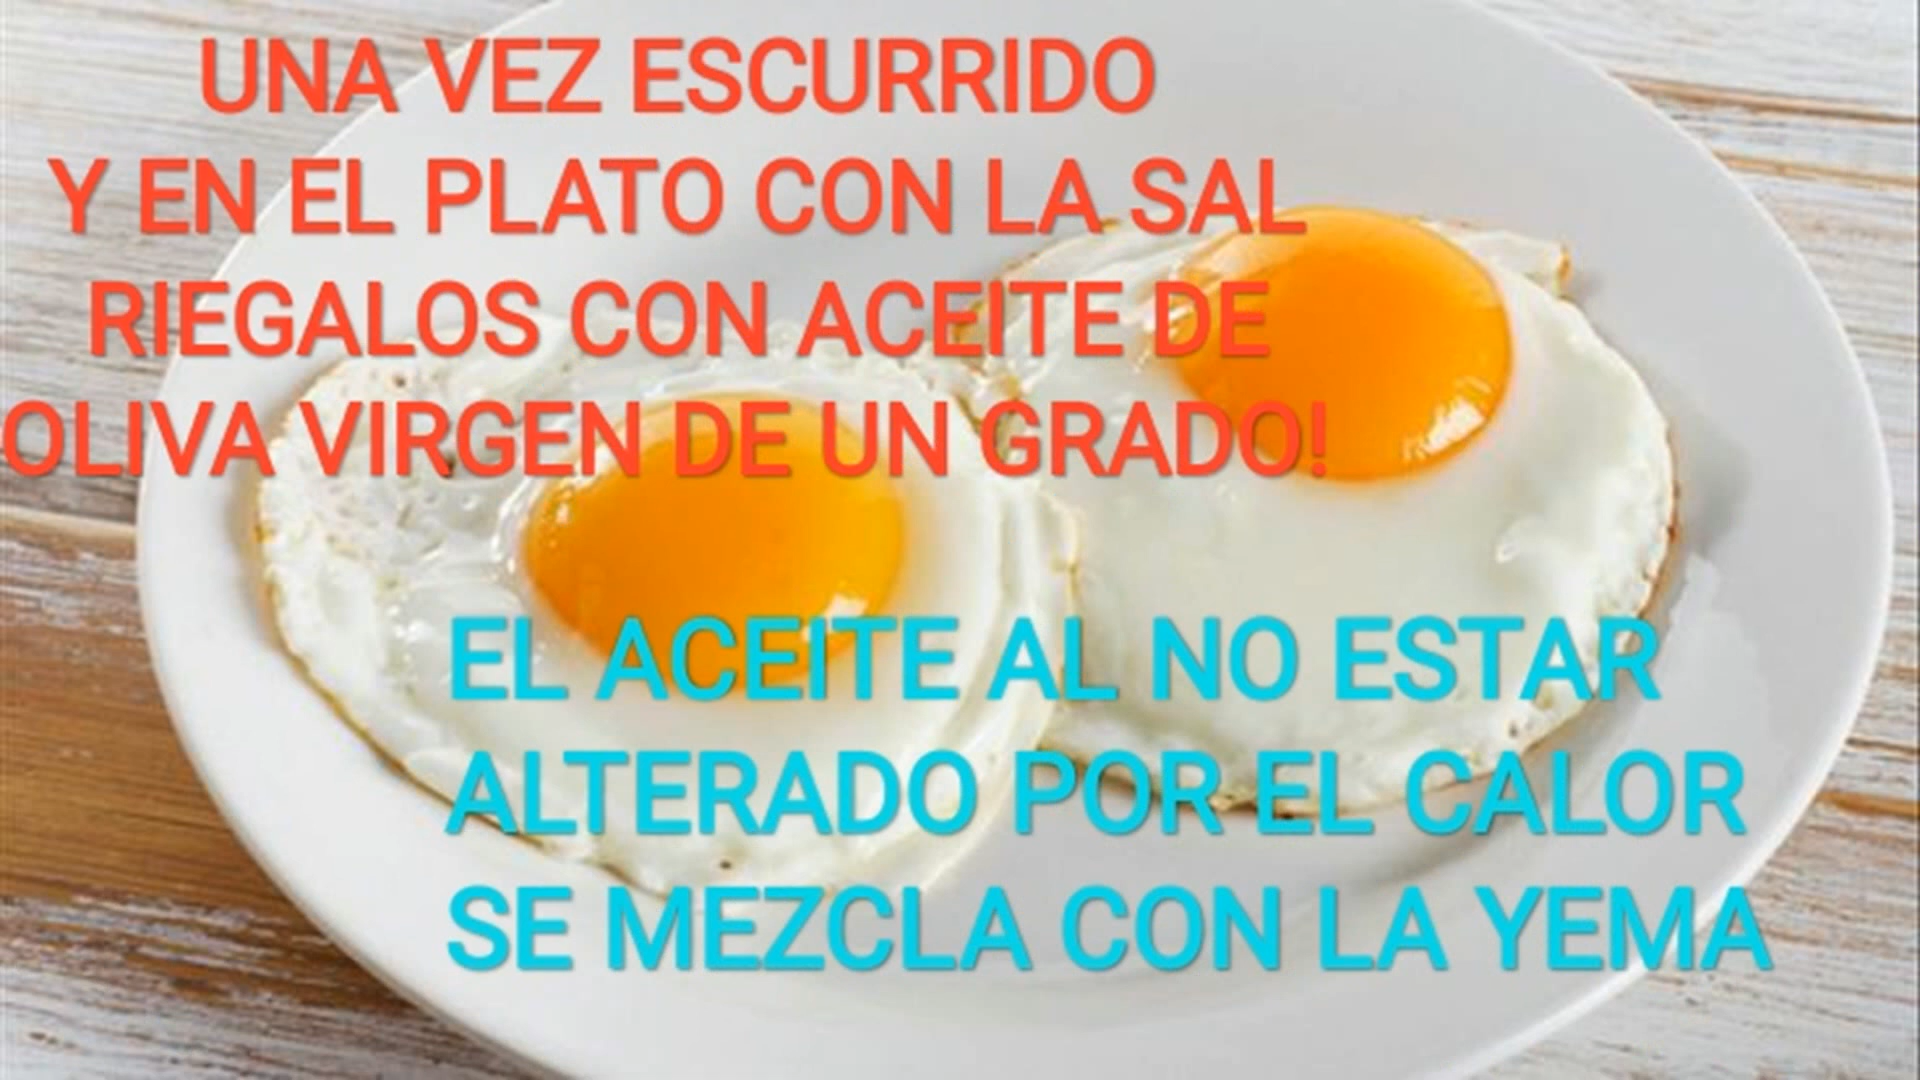 UNA VEZ ESCURRIDO
Y EN EL PLATO CON LA SAL
RIEGALOS CON ACEITE DE
OLIVA VIRGEN DE UN GRADO!
EL ACEITE AL NO ESTAR
ALTERADO POR EL CALOR
SE MEZCLA CON LA YEMA